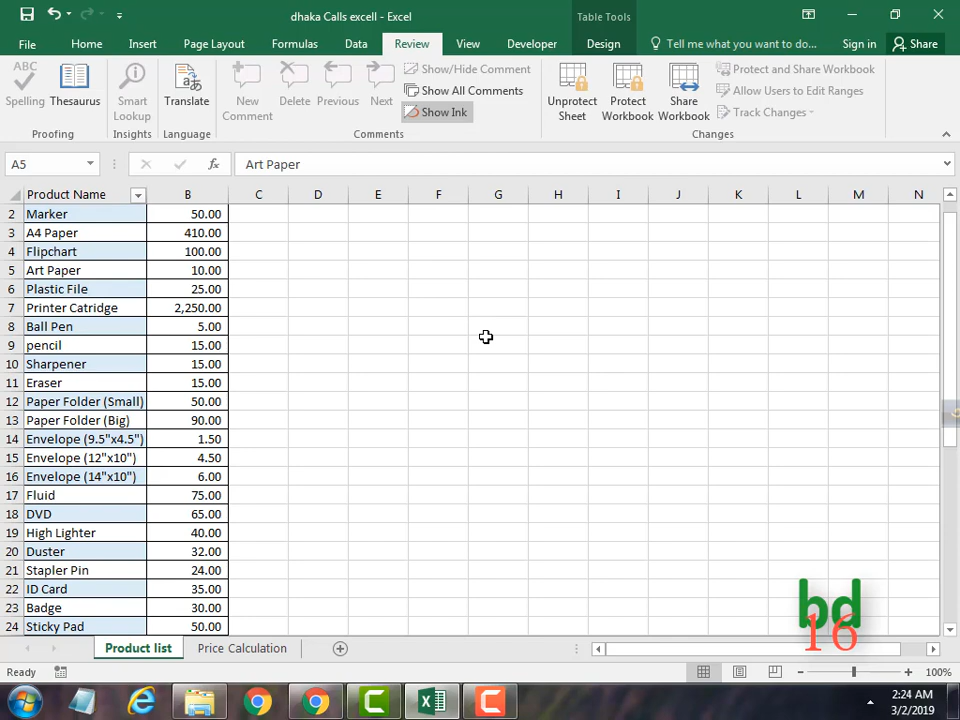 dhaka Calls excell - Excel
Table Tools
File
Home
Insert
Page Layout
Formulas
Data
Review
View
Developer
Design
Tell me what you want to do...
Sign in
Share
ABC
Spelling
Thesaurus
Smart Lookup
Translate
New Comment
Delete
Previous
Next
Show/Hide Comment
Show All Comments
Show Ink
Unprotect Sheet
Protect Workbook
Share Workbook
Protect and Share Workbook
Allow Users to Edit Ranges
Track Changes
Proofing
Insights
Language
Comments
Changes
A5
fx
Art Paper
Product Name B C D E F G H I J K L M N
2 Marker 50.00
3 A4 Paper 410.00
4 Flipchart 100.00
5 Art Paper 10.00
6 Plastic File 25.00
7 Printer Catridge 2,250.00
8 Ball Pen 5.00
9 pencil 15.00
10 Sharpener 15.00
11 Eraser 15.00
12 Paper Folder (Small) 50.00
13 Paper Folder (Big) 90.00
14 Envelope (9.5"x4.5") 1.50
15 Envelope (12"x10") 4.50
16 Envelope (14"x10") 6.00
17 Fluid 75.00
18 DVD 65.00
19 High Lighter 40.00
20 Duster 32.00
21 Stapler Pin 24.00
22 ID Card 35.00
23 Badge 30.00
24 Sticky Pad 50.00
bd
16
Product list
Price Calculation
Ready
100%
2:24 AM
3/2/2019